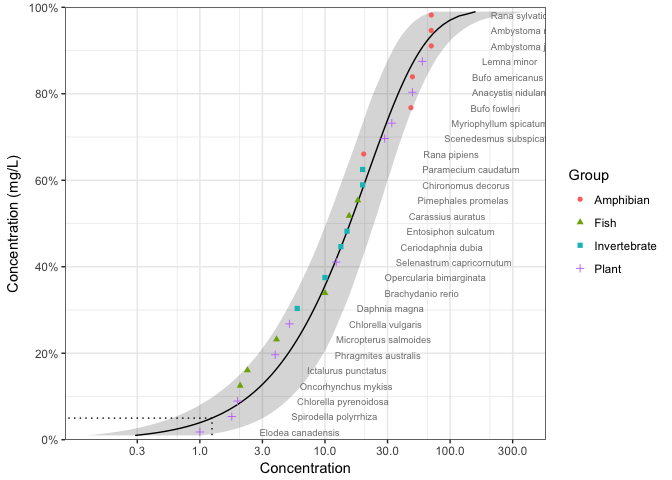 100%
80%
60%
40%
20%
0%
Concentration (mg/L)
Rana sylvatic
Ambystoma
Ambystoma j
Lemna minor
Bufo americanus
Anacystis nidulan
Bufo fowleri
Myriophyllum spicatum
Scenedesmus subspica
Rana pipiens
Paramecium caudatum
Chironomus decorus
Pimephales promelas
Carassius auratus
Entosiphon sulcatum
Ceriodaphnia dubia
Selenastrum capricornutum
Opercularia bimarginata
Brachydanio rerio
Daphnia magna
Chlorella vulgaris
Micropterus salmoides
Phragmites australis
Ictalurus punctatus
Oncorhynchus mykiss
Chlorella pyrenoidosa
Spirodella polyrrhiza
Elodea canadensis
0.3 1.0 3.0 10.0 30.0 100.0 300.0
Concentration
Group
Amphibian
Fish
Invertebrate
Plant